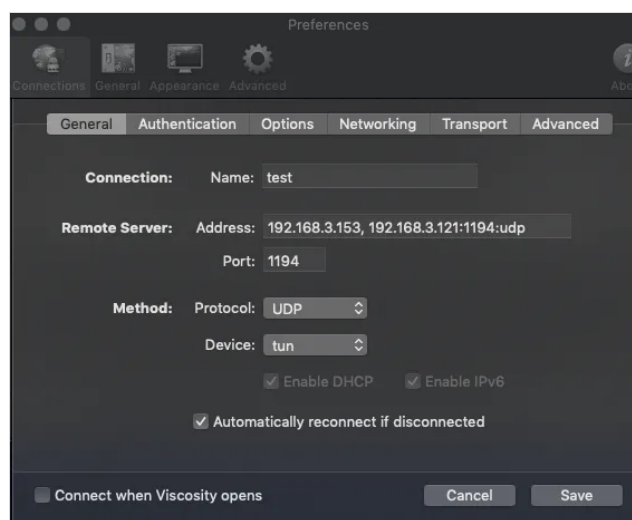 Preferences
Connections General Appearance Advanced
General Authentication Options Networking Transport Advanced
Connection: Name: test
Remote Server: Address: 192.168.3.153, 192.168.3.121:1194:udp
Port: 1194
Method: Protocol: UDP
Device: tun
Enable DHCP Enable IPv6
Automatically reconnect if disconnected
Connect when Viscosity opens Cancel Save